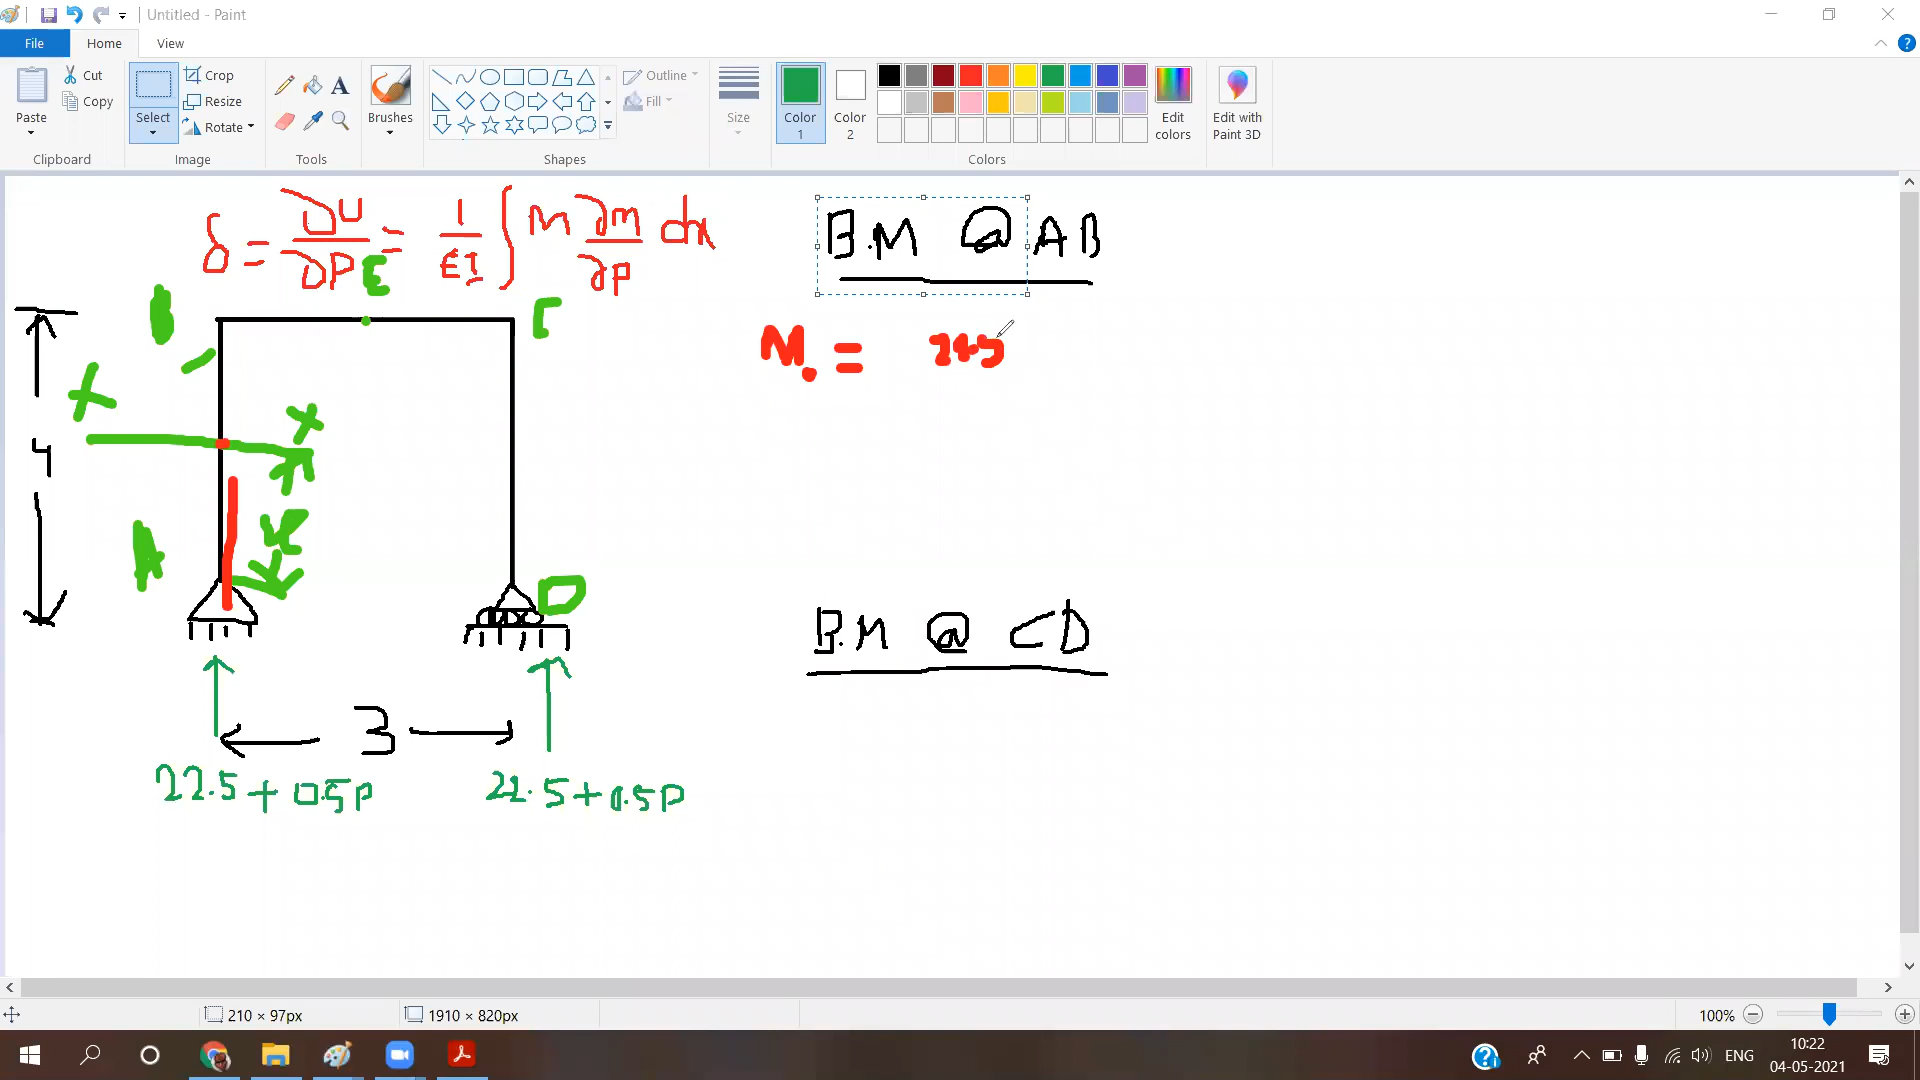 Untitled - Paint
File
Home
View
Paste
Cut
Copy
Clipboard
Select
Crop
Resize
Rotate
Image
A
Tools
Brushes
Outline
Fill
Shapes
Size
Color 1
Color 2
Edit colors
Colors
Edit with Paint 3D
δ = ∂U/∂P = 1/EI ∫ M ∂m/∂p dx
B.M @ AB
M. = 22.5
E
B
C
X
X
4
A
x
D
B.M @ CD
3
22.5 + 0.5P
22.5 + 0.5P
210 × 97px
1910 × 820px
100%
ENG
10:22
04-05-2021